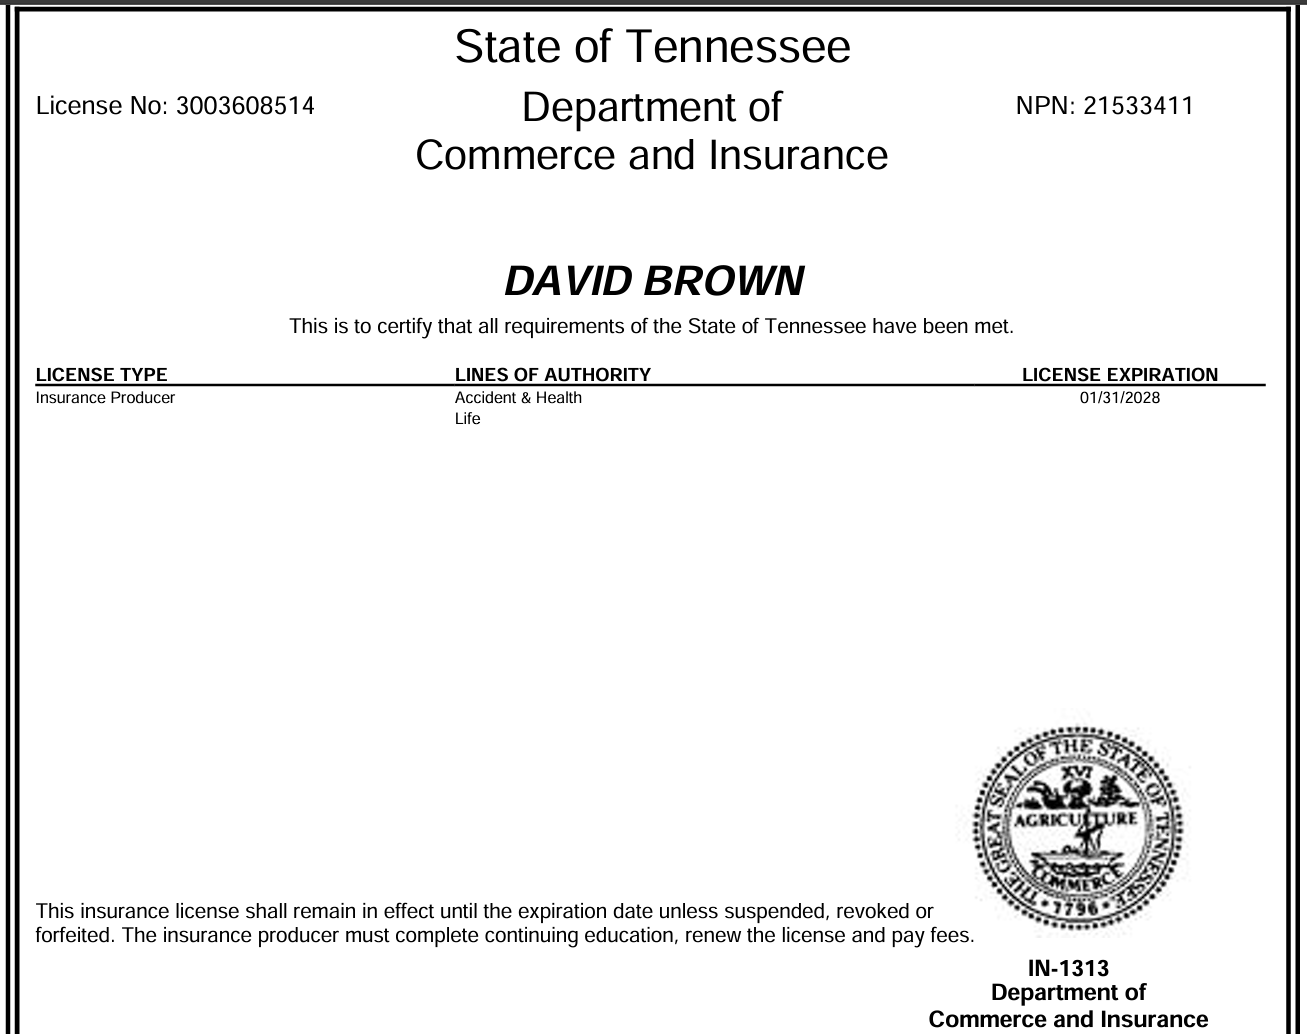 State of Tennessee
License No: 3003608514
Department of
NPN: 21533411
Commerce and Insurance
DAVID BROWN
This is to certify that all requirements of the State of Tennessee have been met.
LICENSE TYPE LINES OF AUTHORITY LICENSE EXPIRATION
Insurance Producer Accident & Health 01/31/2028
Life
THE GREAT SEAL OF THE STATE OF TENNESSEE
XVI
AGRICULTURE
COMMERCE
1796
This insurance license shall remain in effect until the expiration date unless suspended, revoked or
forfeited. The insurance producer must complete continuing education, renew the license and pay fees.
IN-1313
Department of
Commerce and Insurance